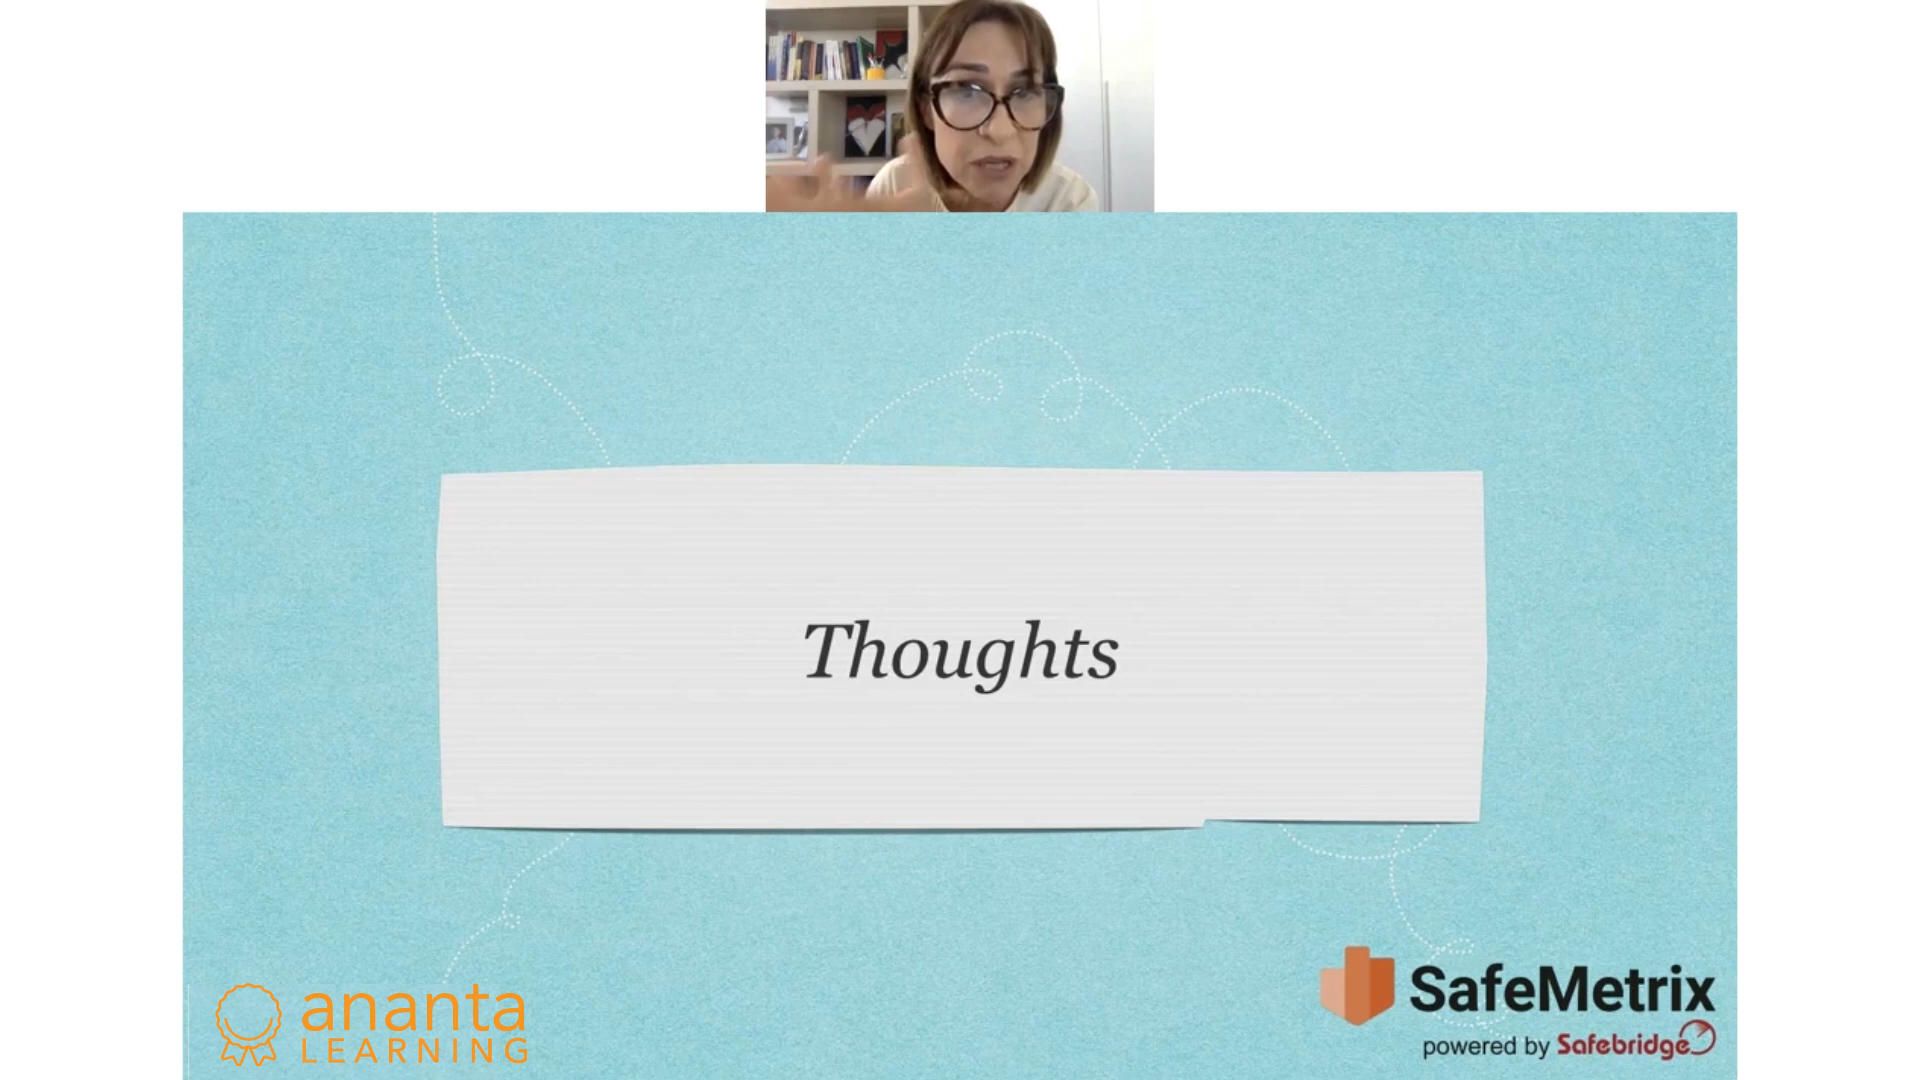 Thoughts
ananta
LEARNING
SafeMetrix
powered by Safebridge